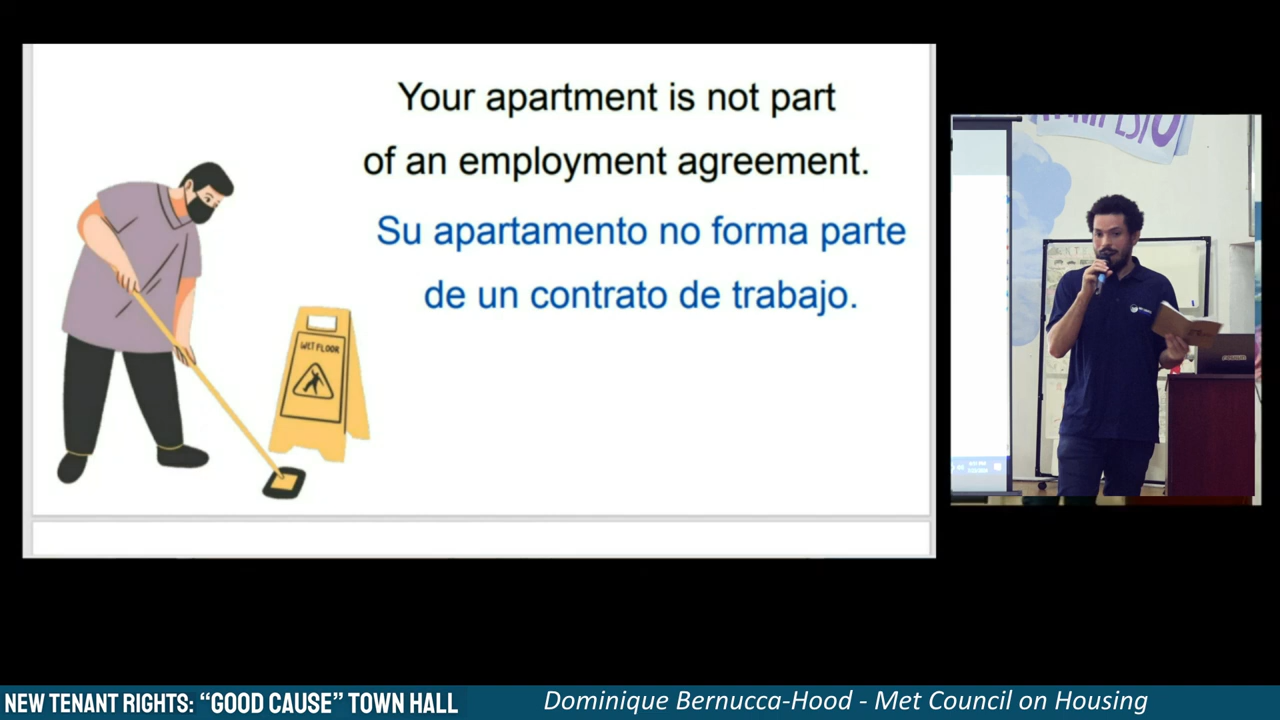 Your apartment is not part
of an employment agreement.
Su apartamento no forma parte
de un contrato de trabajo.
WET FLOOR
NEW TENANT RIGHTS: “GOOD CAUSE” TOWN HALL
Dominique Bernucca-Hood - Met Council on Housing